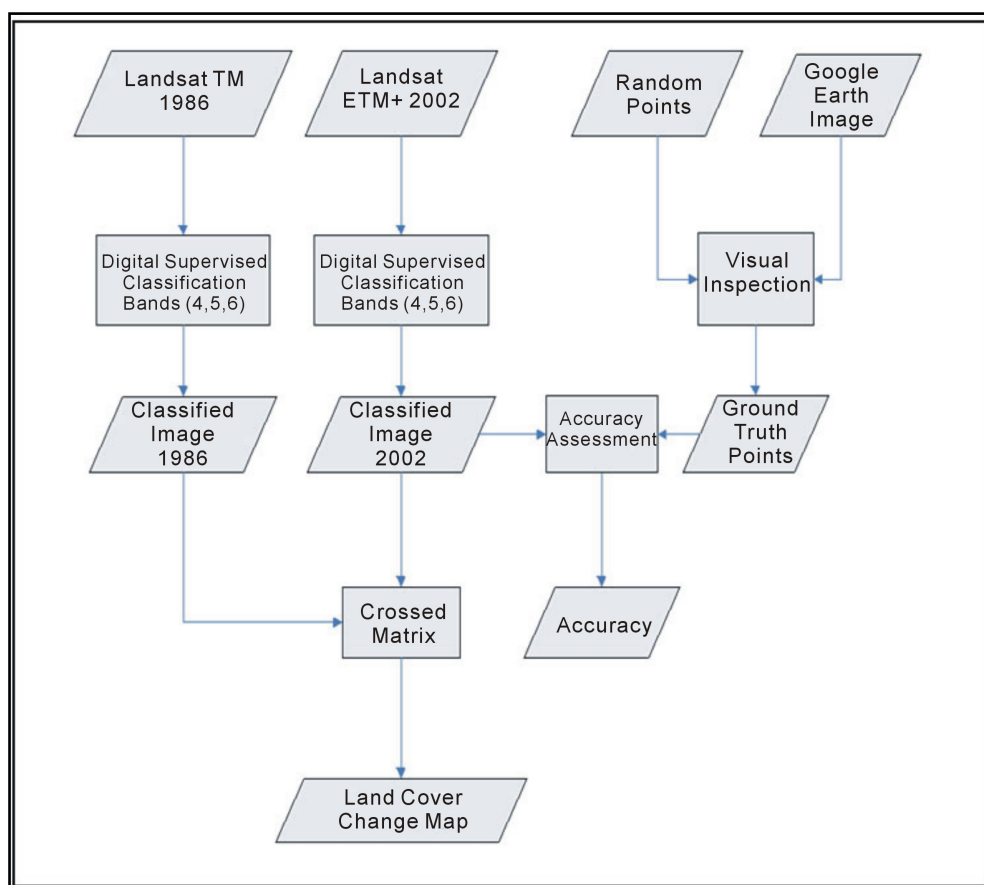 Landsat TM
1986
Landsat
ETM+ 2002
Random
Points
Google
Earth
Image
Digital Supervised
Classification
Bands (4,5,6)
Digital Supervised
Classification
Bands (4,5,6)
Visual
Inspection
Classified
Image
1986
Classified
Image
2002
Accuracy
Assessment
Ground
Truth
Points
Crossed
Matrix
Accuracy
Land Cover
Change Map